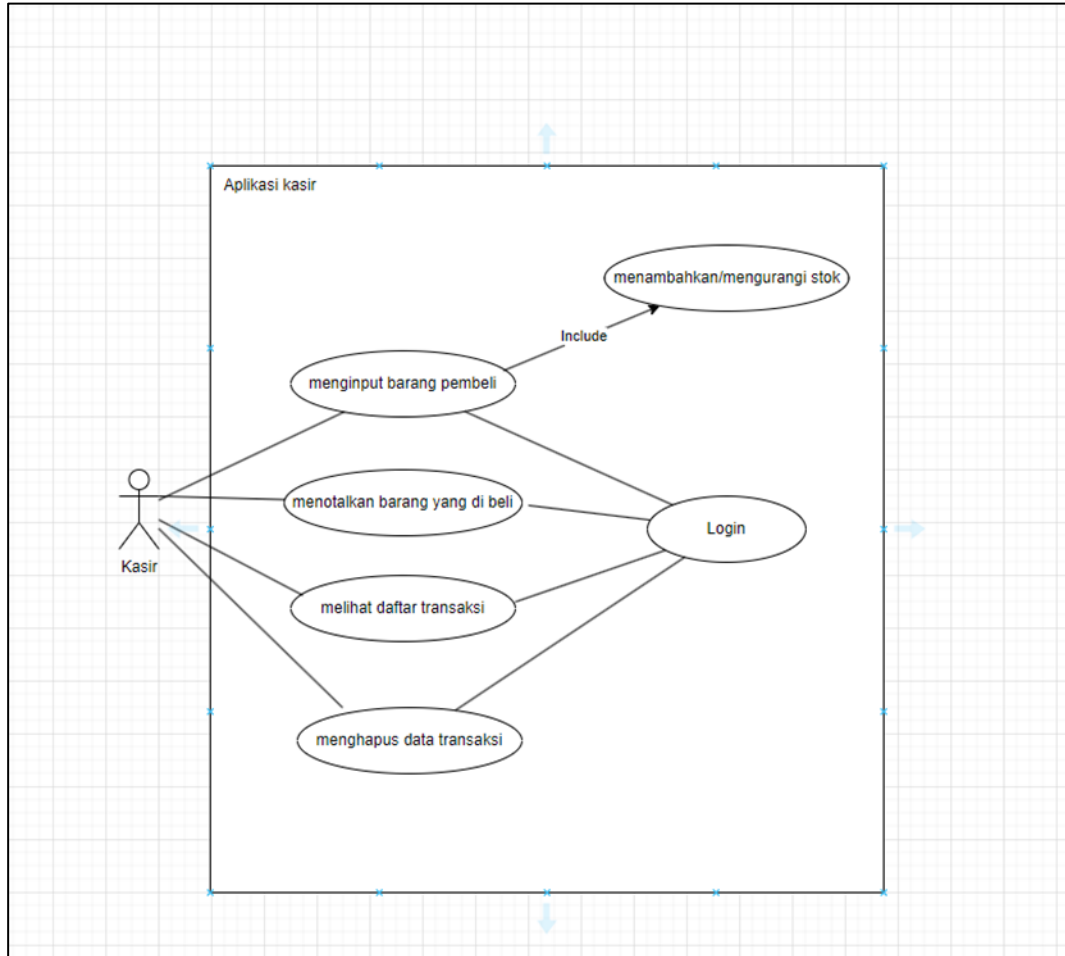 Aplikasi kasir
menambahkan/mengurangi stok
Include
menginput barang pembeli
menotalkan barang yang di beli
Login
Kasir
melihat daftar transaksi
menghapus data transaksi